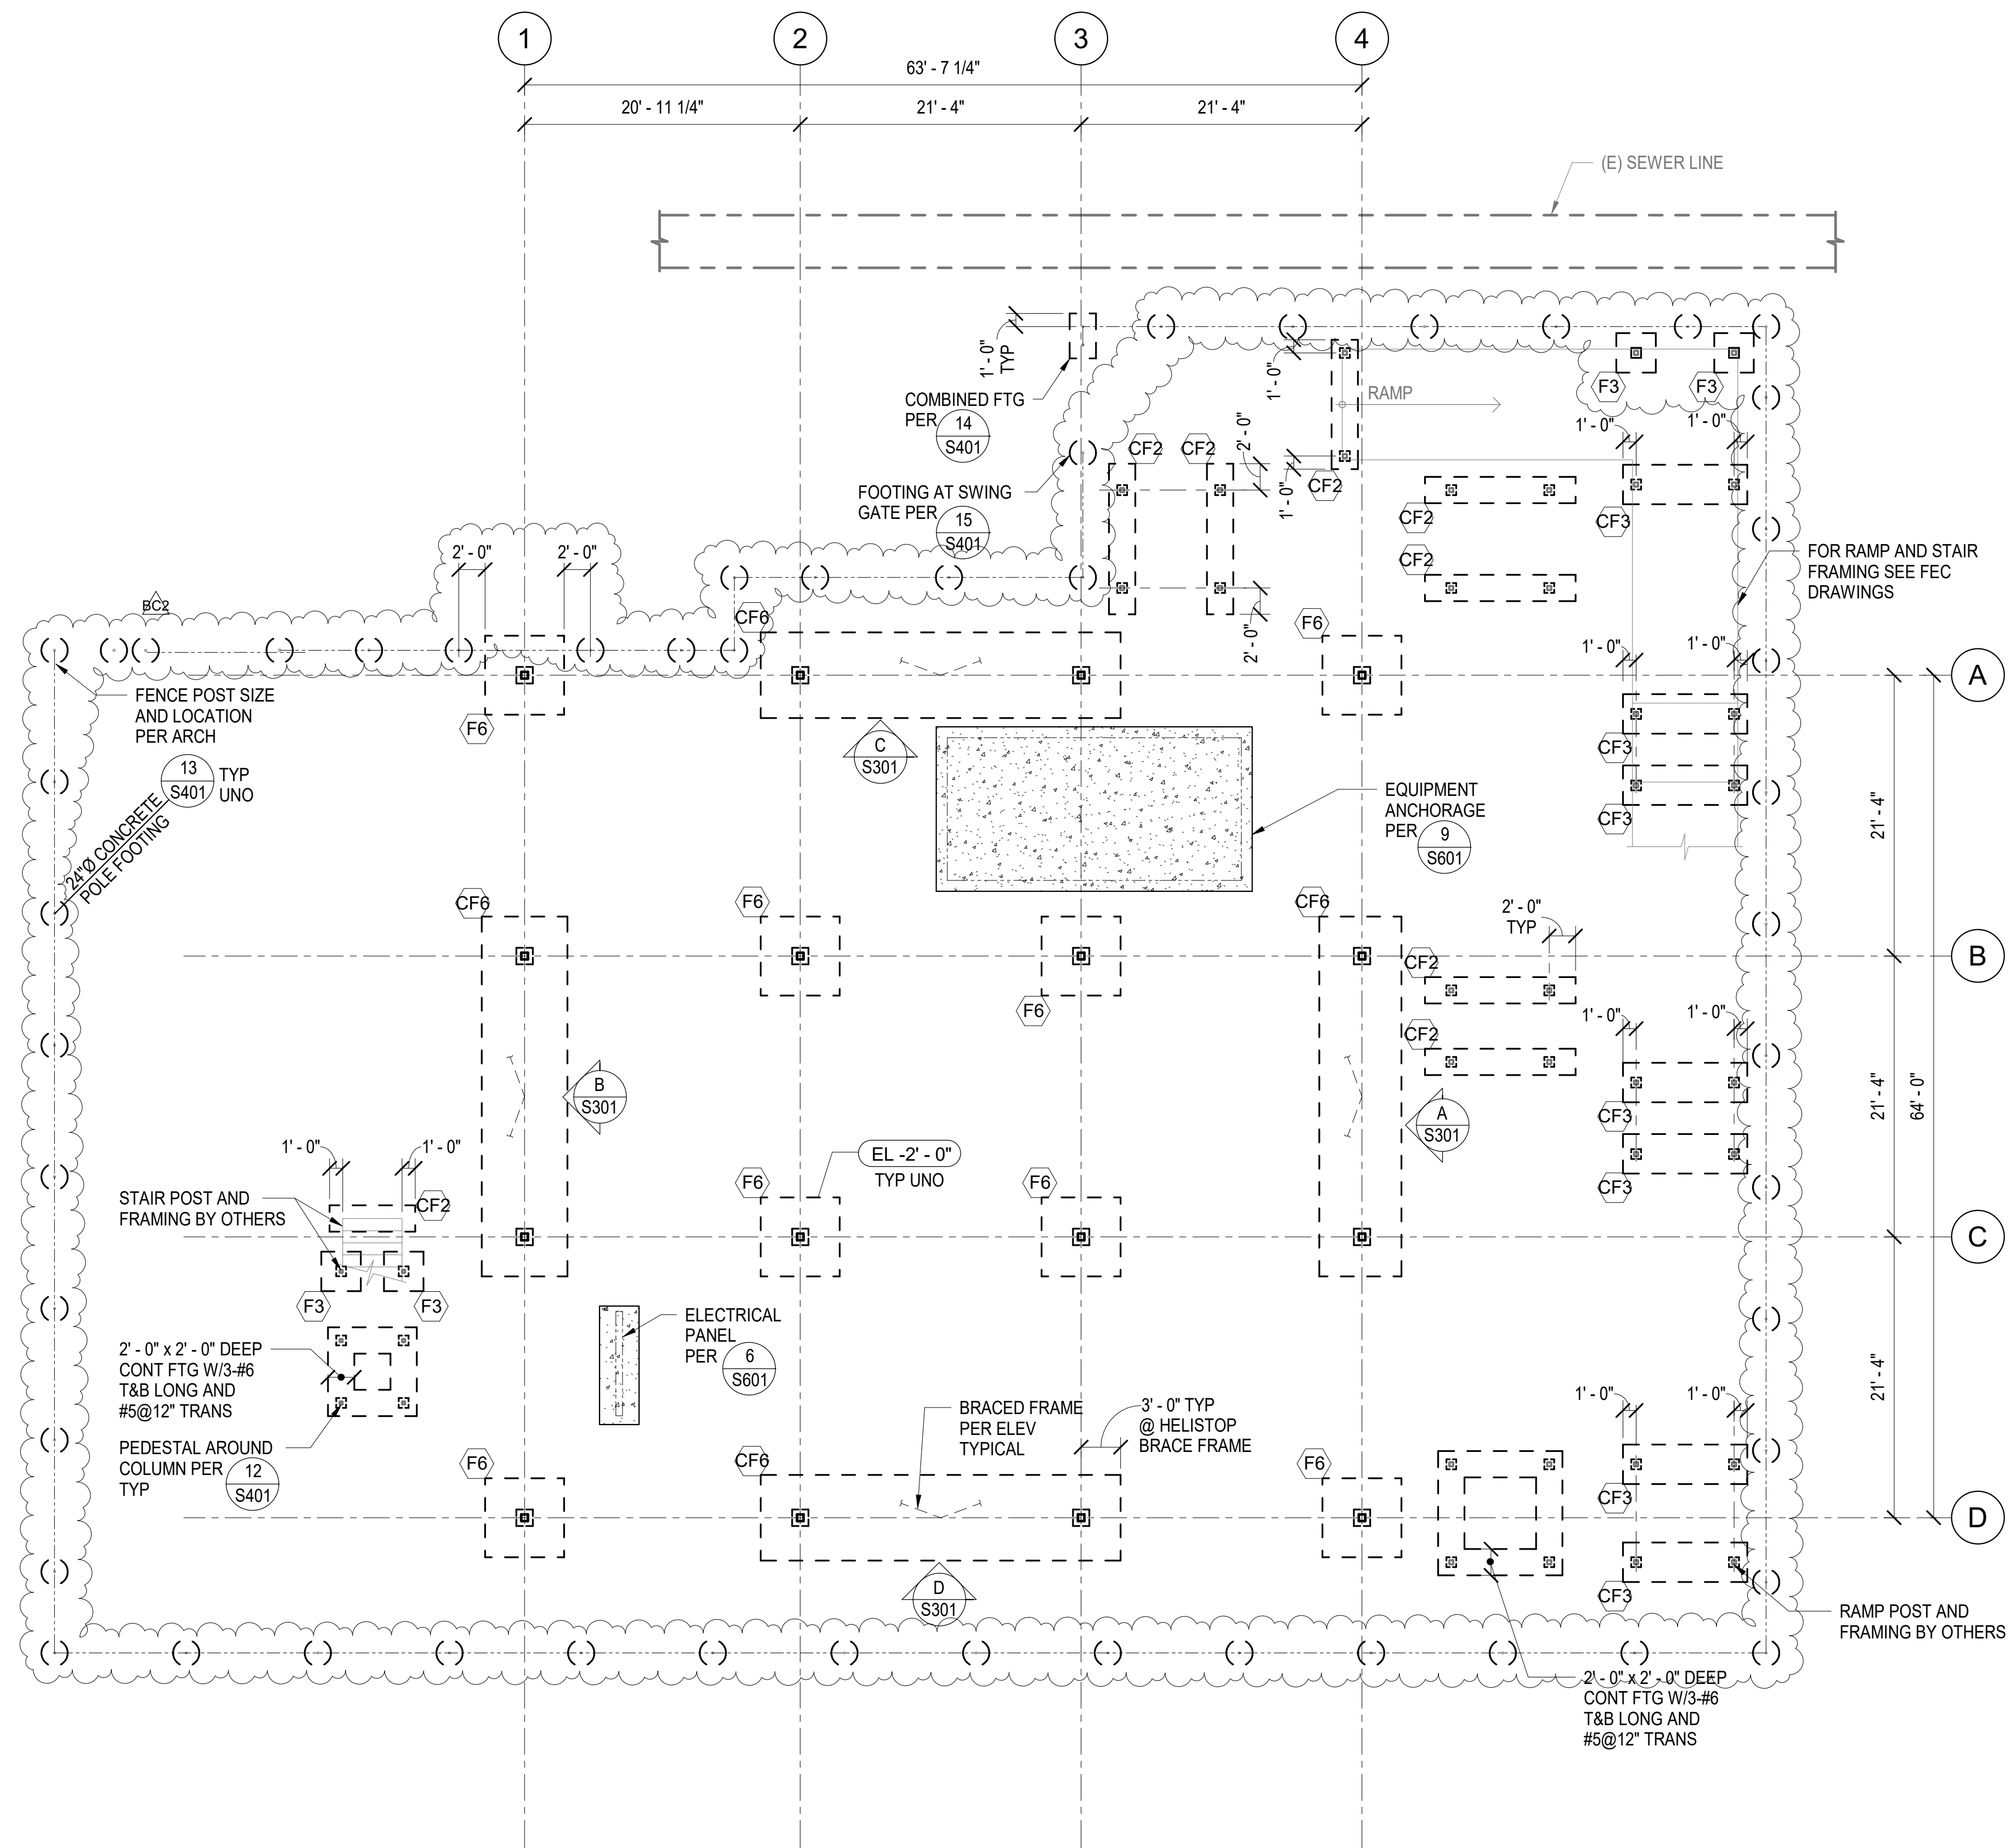 1
2
3
4
63' - 7 1/4"
20' - 11 1/4"
21' - 4"
21' - 4"
(E) SEWER LINE
1' - 0"
TYP
COMBINED FTG
PER
14
S401
1' - 0"
RAMP
F3
F3
1' - 0"
1' - 0"
CF2
CF2
2' - 0"
1' - 0"
CF2
FOOTING AT SWING
GATE PER
15
S401
CF2
CF3
CF2
FOR RAMP AND STAIR
FRAMING SEE FEC
DRAWINGS
2' - 0"
2' - 0"
BC2
CF6
F6
2' - 0"
1' - 0"
1' - 0"
A
FENCE POST SIZE
AND LOCATION
PER ARCH
F6
13
S401
TYP
UNO
C
S301
CF3
24"Ø CONCRETE
POLE FOOTING
EQUIPMENT
ANCHORAGE
PER
9
S601
CF3
21' - 4"
CF6
F6
CF6
2' - 0"
TYP
B
CF2
F6
1' - 0"
1' - 0"
CF2
B
S301
A
S301
CF3
21' - 4"
64' - 0"
1' - 0"
1' - 0"
EL -2' - 0"
TYP UNO
F6
F6
CF3
STAIR POST AND
FRAMING BY OTHERS
CF2
C
F3
F3
ELECTRICAL
PANEL
PER
6
S601
2' - 0" x 2' - 0" DEEP
CONT FTG W/3-#6
T&B LONG AND
#5@12" TRANS
21' - 4"
BRACED FRAME
PER ELEV
TYPICAL
3' - 0" TYP
@ HELISTOP
BRACE FRAME
1' - 0"
1' - 0"
PEDESTAL AROUND
COLUMN PER
TYP
12
S401
F6
CF6
F6
CF3
D
D
S301
CF3
RAMP POST AND
FRAMING BY OTHERS
2' - 0" x 2' - 0" DEEP
CONT FTG W/3-#6
T&B LONG AND
#5@12" TRANS